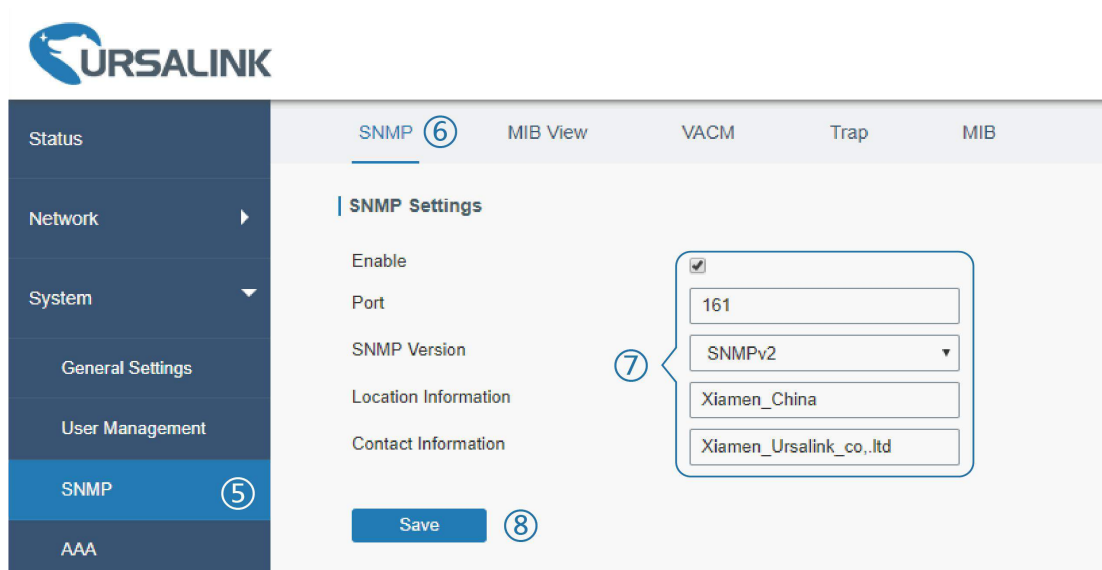 URSALINK
Status
Network
System
General Settings
User Management
SNMP ⑤
AAA
SNMP ⑥ MIB View VACM Trap MIB
SNMP Settings
Enable
Port 161
SNMP Version ⑦ SNMPv2
Location Information Xiamen_China
Contact Information Xiamen_Ursalink_co,.ltd
Save ⑧